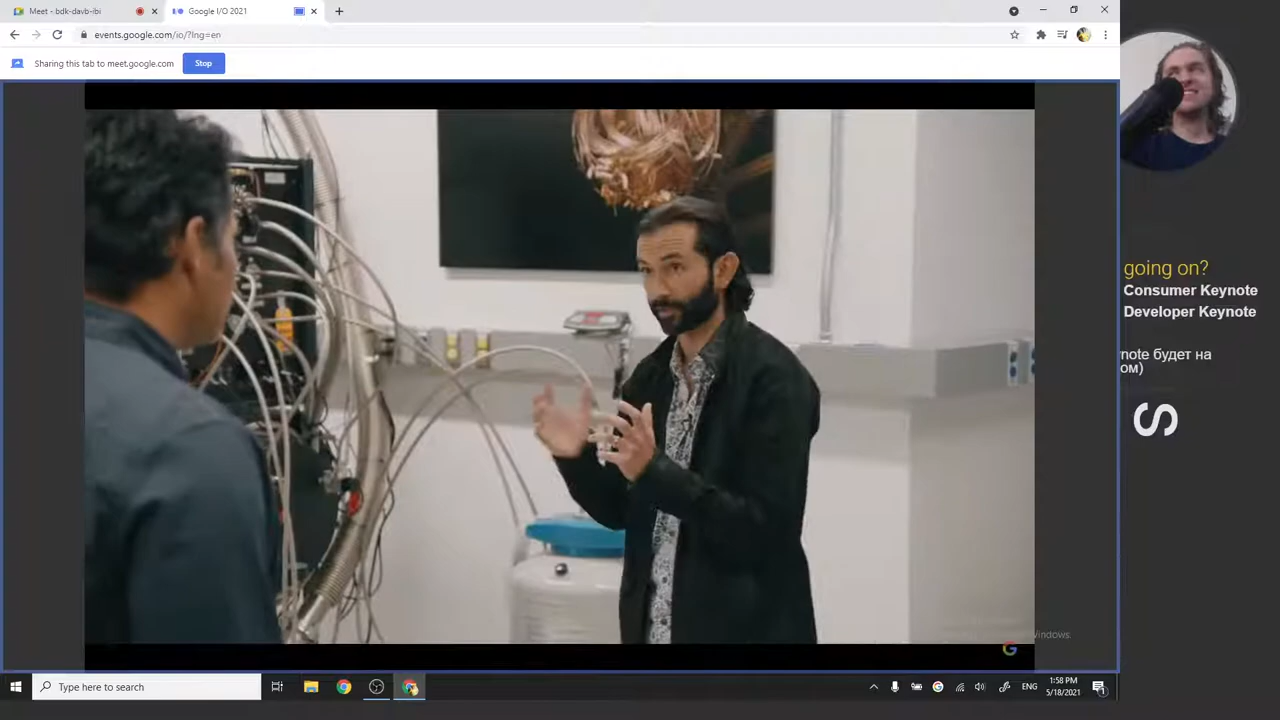 Meet - bdk-davb-ibi
Google I/O 2021
events.google.com/io/?lng=en
Sharing this tab to meet.google.com
Stop
going on?
Consumer Keynote
Developer Keynote
note будет на
ом)
Windows.
Type here to search
ENG
1:58 PM
5/18/2021